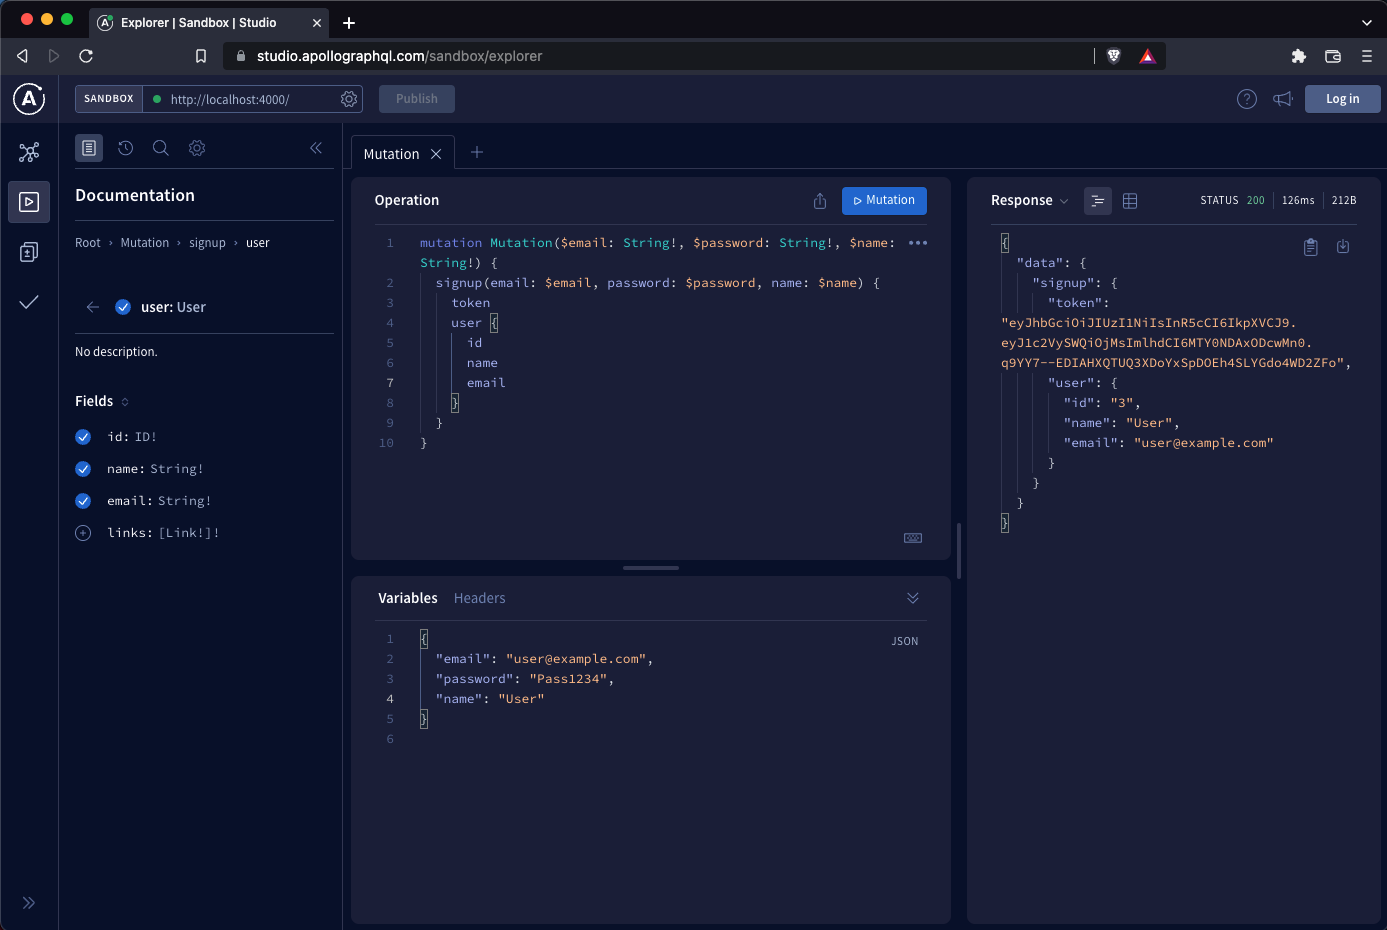 Explorer | Sandbox | Studio
studio.apollographql.com/sandbox/explorer
SANDBOX
http://localhost:4000/
Publish
Log in
Documentation
Root › Mutation › signup › user
user: User
No description.
Fields
id: ID!
name: String!
email: String!
links: [Link!]!
Mutation
Operation
Mutation
1 mutation Mutation($email: String!, $password: String!, $name:
String!) {
2 signup(email: $email, password: $password, name: $name) {
3 token
4 user {
5 id
6 name
7 email
8 }
9 }
10 }
Variables Headers
JSON
1 {
2 "email": "user@example.com",
3 "password": "Pass1234",
4 "name": "User"
5 }
6
Response
STATUS 200 126ms 212B
{
"data": {
"signup": {
"token":
"eyJhbGciOiJIUzI1NiIsInR5cCI6IkpXVCJ9.
eyJ1c2VySWQiOjMsImlhdCI6MTY0NDAxODcwMn0.
q9YY7--EDIAHXQTUQ3XDoYxSpDOEh4SLYGdo4WD2ZFo",
"user": {
"id": "3",
"name": "User",
"email": "user@example.com"
}
}
}
}